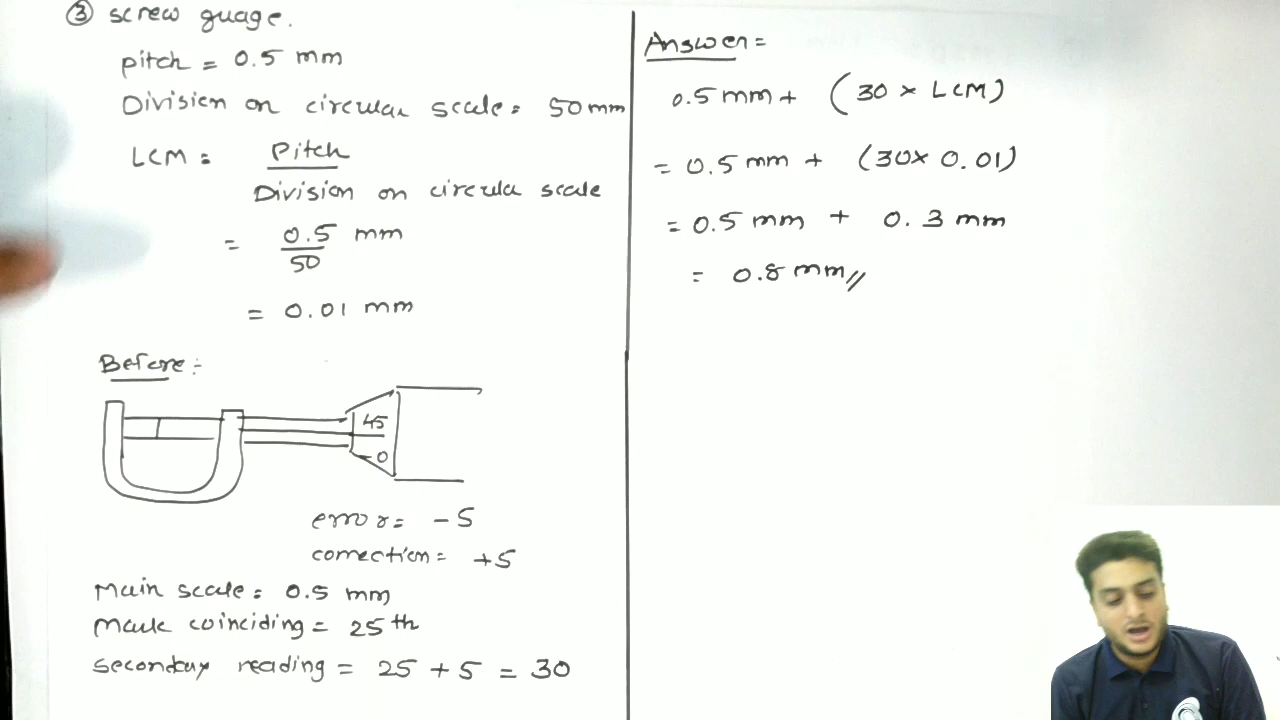 ③ screw guage.
pitch = 0.5 mm
Division on circular scale = 50mm
LCM = Pitch
Division on circular scale
= 0.5 mm
50
= 0.01 mm
Before :-
45
0
error = -5
correction = +5
Main scale = 0.5 mm
Mark coinciding = 25th
secondary reading = 25 + 5 = 30
Answer =
0.5 mm + (30 × LCM)
= 0.5 mm + (30 × 0.01)
= 0.5 mm + 0.3 mm
= 0.8 mm //